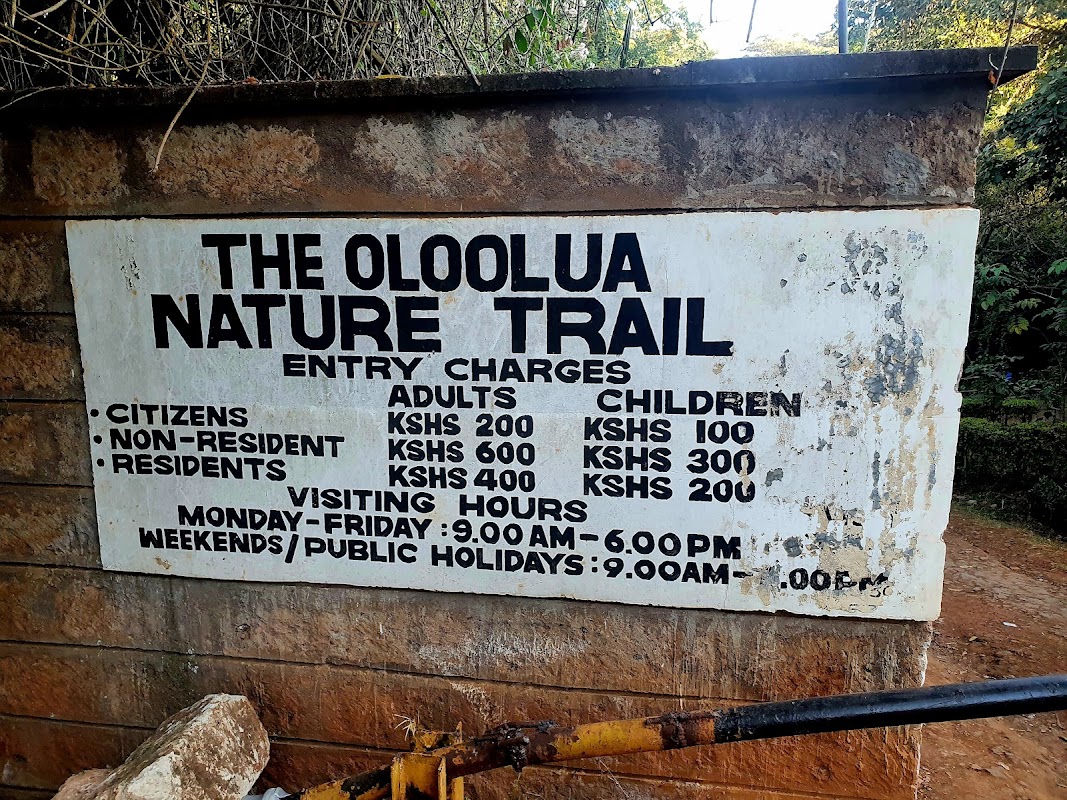 THE OLOOLUA
NATURE TRAIL
ENTRY CHARGES
ADULTS CHILDREN
• CITIZENS KSHS 200 KSHS 100
• NON-RESIDENT KSHS 600 KSHS 300
• RESIDENTS KSHS 400 KSHS 200
VISITING HOURS
MONDAY-FRIDAY : 9.00 AM - 6.00 PM
WEEKENDS/PUBLIC HOLIDAYS : 9.00AM- .00PM